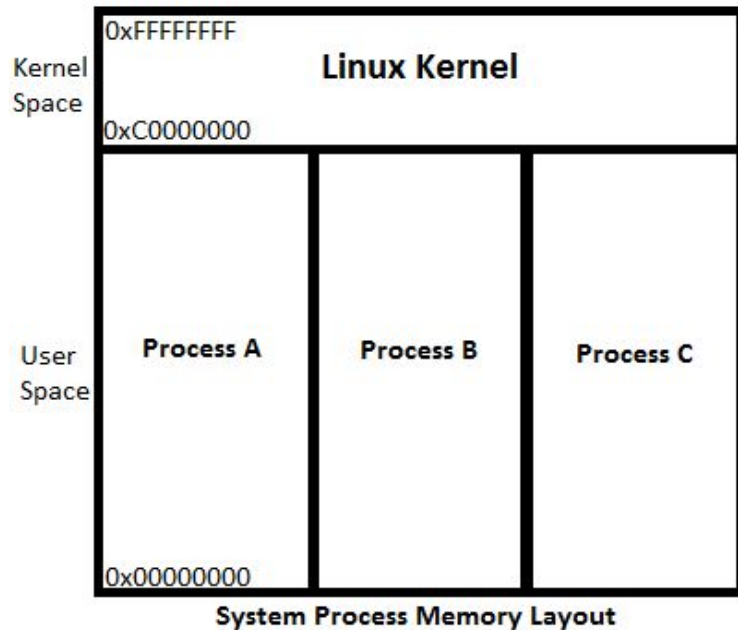 0xFFFFFFFF
Kernel
Space
Linux Kernel
0xC0000000
User
Space
Process A
Process B
Process C
0x00000000
System Process Memory Layout